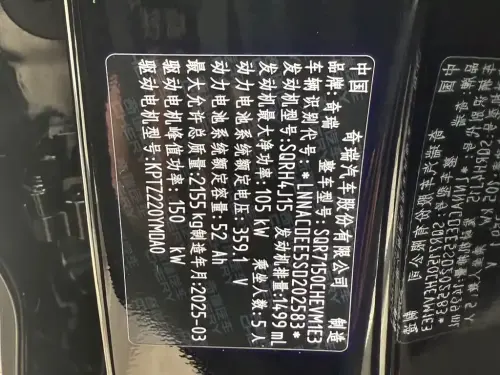 中国 奇瑞汽车股份有限公司 制造
品牌:奇瑞 整车型号:SQR7150CHEVM1E3
车辆识别代号:*LNNACDEE5SD202583*
发动机型号:SQRH4J15 发动机排量:1499 mL
发动机最大净功率:105 kW 乘坐人数:5人
动力电池系统额定电压:359.1 V
动力电池系统额定容量:52 Ah
最大允许总质量:2155 kg 制造年月:2025-03
驱动电机峰值功率:150 kW
驱动电机型号:KPTZ220YMDAO